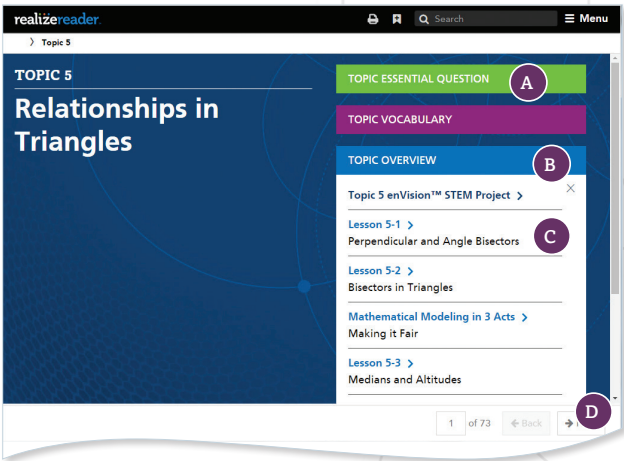 realizereader.
Search
Menu
Topic 5
TOPIC 5
Relationships in
Triangles
TOPIC ESSENTIAL QUESTION
A
TOPIC VOCABULARY
TOPIC OVERVIEW
B
Topic 5 enVision™ STEM Project >
Lesson 5-1 >
Perpendicular and Angle Bisectors
C
Lesson 5-2 >
Bisectors in Triangles
Mathematical Modeling in 3 Acts >
Making it Fair
Lesson 5-3 >
Medians and Altitudes
D
1 of 73 Back